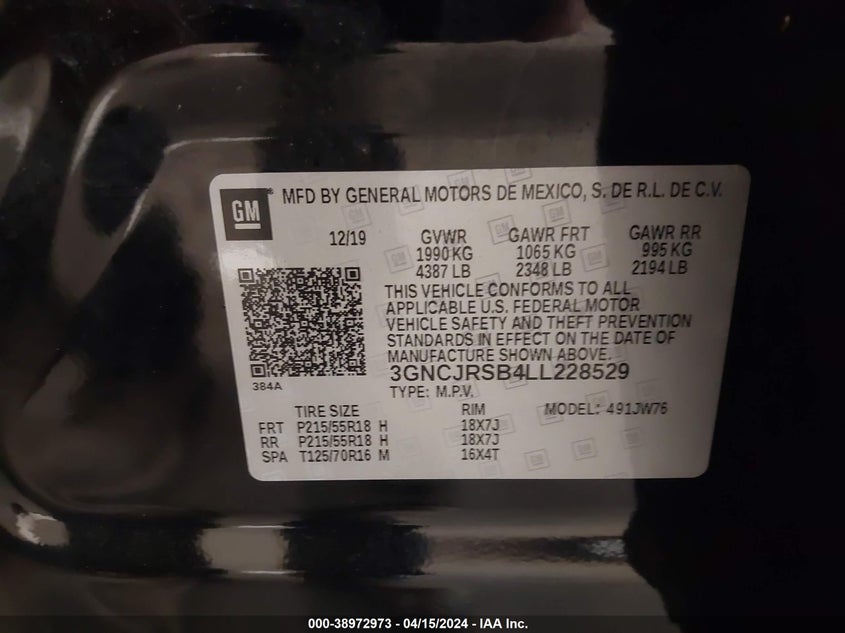 GM
MFD BY GENERAL MOTORS DE MEXICO, S. DE R.L. DE C.V.
12/19 GVWR GAWR FRT GAWR RR
1990 KG 1065 KG 995 KG
4387 LB 2348 LB 2194 LB
THIS VEHICLE CONFORMS TO ALL
APPLICABLE U.S. FEDERAL MOTOR
VEHICLE SAFETY AND THEFT PREVENTION
STANDARDS IN EFFECT ON THE DATE OF
MANUFACTURE SHOWN ABOVE.
384A
3GNCJRSB4LL228529
TYPE: M.P.V.
TIRE SIZE RIM MODEL: 491JW76
FRT P215/55R18 H 18X7J
RR P215/55R18 H 18X7J
SPA T125/70R16 M 16X4T
000-38972973 - 04/15/2024 - IAA Inc.